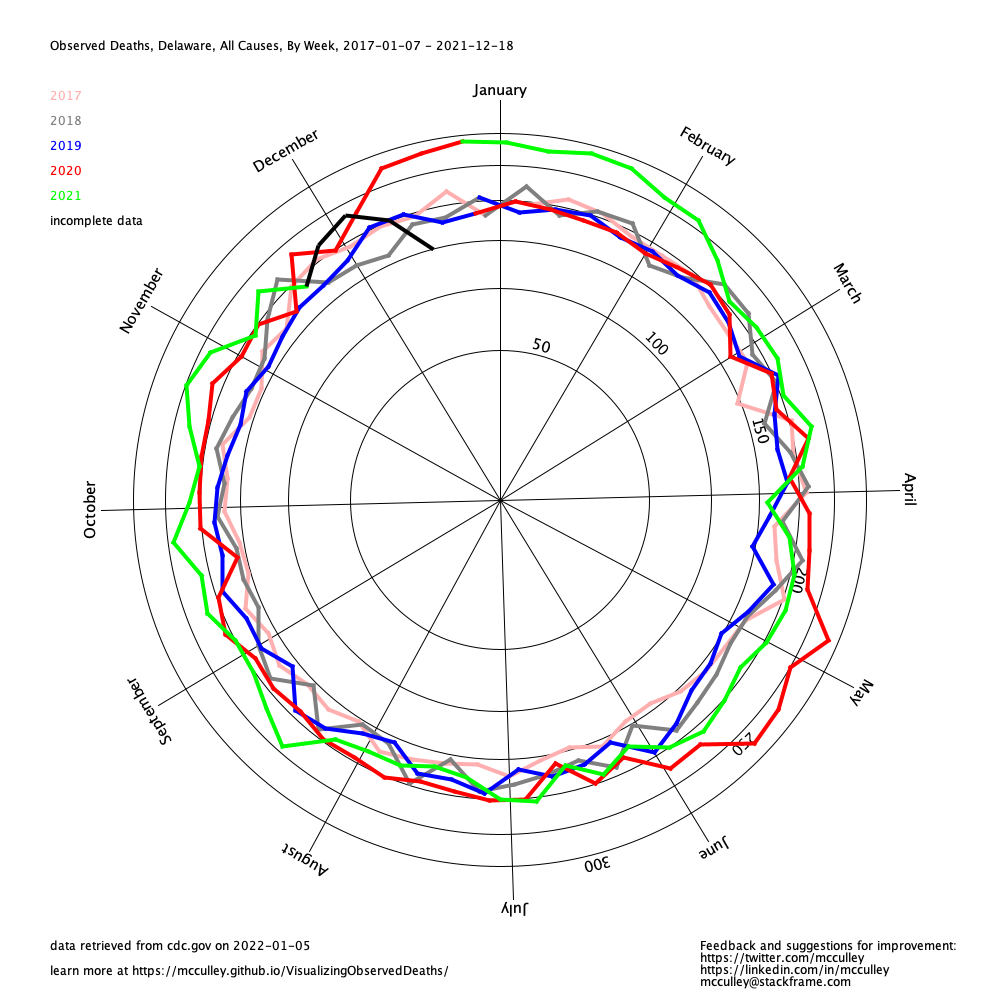 Observed Deaths, Delaware, All Causes, By Week, 2017-01-07 - 2021-12-18
2017
2018
2019
2020
2021
incomplete data
January
February
March
April
May
June
July
August
September
October
November
December
50
100
150
200
250
300
data retrieved from cdc.gov on 2022-01-05
learn more at https://mcculley.github.io/VisualizingObservedDeaths/
Feedback and suggestions for improvement:
https://twitter.com/mcculley
https://linkedin.com/in/mcculley
mcculley@stackframe.com